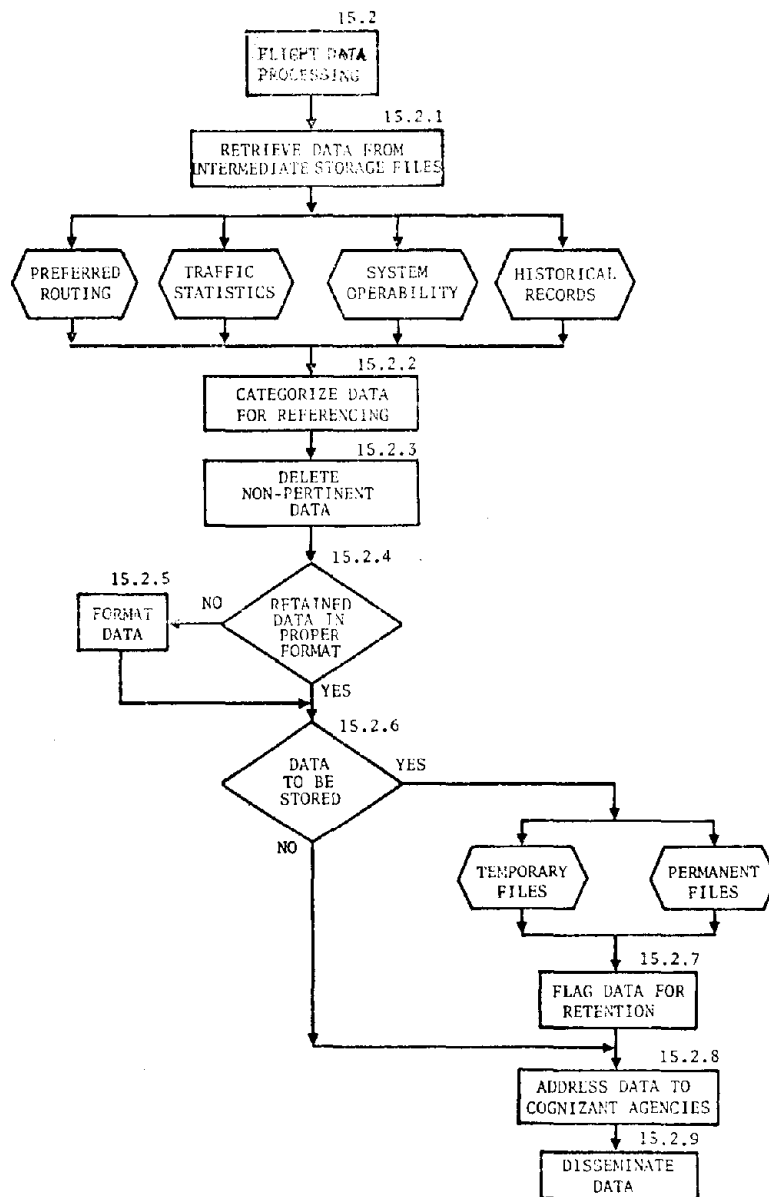 15.2
FLIGHT DATA
PROCESSING
15.2.1
RETRIEVE DATA FROM
INTERMEDIATE STORAGE FILES
PREFERRED
ROUTING
TRAFFIC
STATISTICS
SYSTEM
OPERABILITY
HISTORICAL
RECORDS
15.2.2
CATEGORIZE DATA
FOR REFERENCING
15.2.3
DELETE
NON-PERTINENT
DATA
15.2.4
15.2.5
NO
FORMAT
DATA
RETAINED
DATA IN
PROPER
FORMAT
YES
15.2.6
DATA
TO BE
STORED
YES
NO
TEMPORARY
FILES
PERMANENT
FILES
15.2.7
FLAG DATA FOR
RETENTION
15.2.8
ADDRESS DATA TO
COGNIZANT AGENCIES
15.2.9
DISSEMINATE
DATA